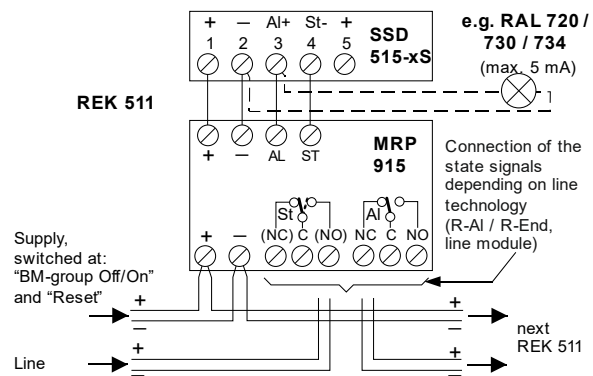 + – Al+ St- +
1 2 3 4 5
SSD
515-xS
e.g. RAL 720 /
730 / 734
(max. 5 mA)
REK 511
+ – AL ST
MRP
915
Connection of the
state signals
depending on line
technology
(R-Al / R-End,
line module)
St Al
+ – (NC) C (NO) NC C NO
Supply,
switched at:
“BM-group Off/On”
and “Reset”
+ +
– –
next
REK 511
Line
+ +
– –